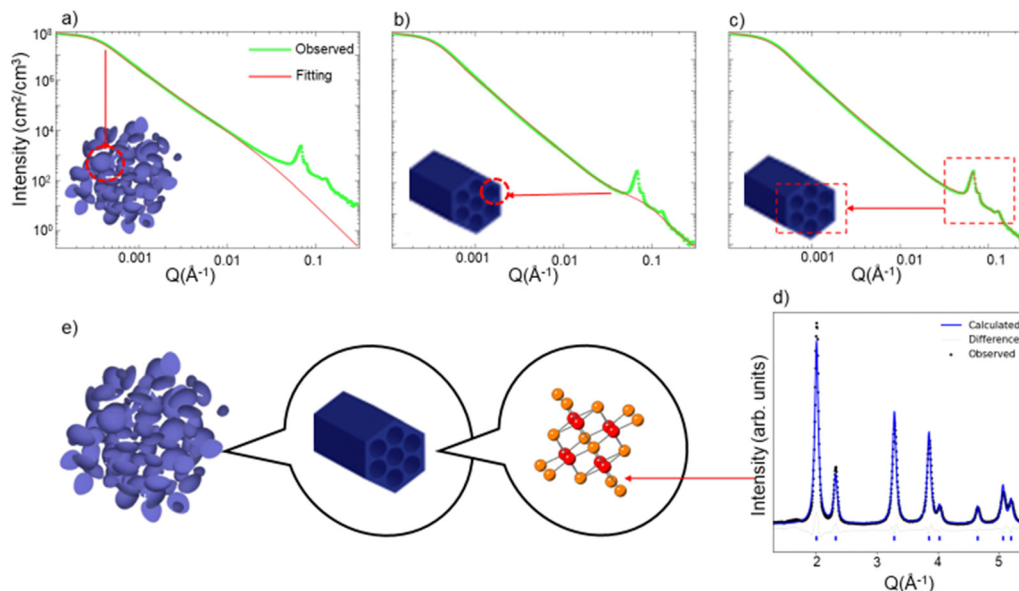 a)
Observed
Fitting
Intensity (cm²/cm³)
10⁸
10⁶
10⁴
10²
10⁰
0.001
0.01
0.1
Q(Å⁻¹)
b)
0.001
0.01
0.1
Q(Å⁻¹)
c)
0.001
0.01
0.1
Q(Å⁻¹)
d)
Calculated
Difference
Observed
Intensity (arb. units)
2
3
4
5
Q(Å⁻¹)
e)